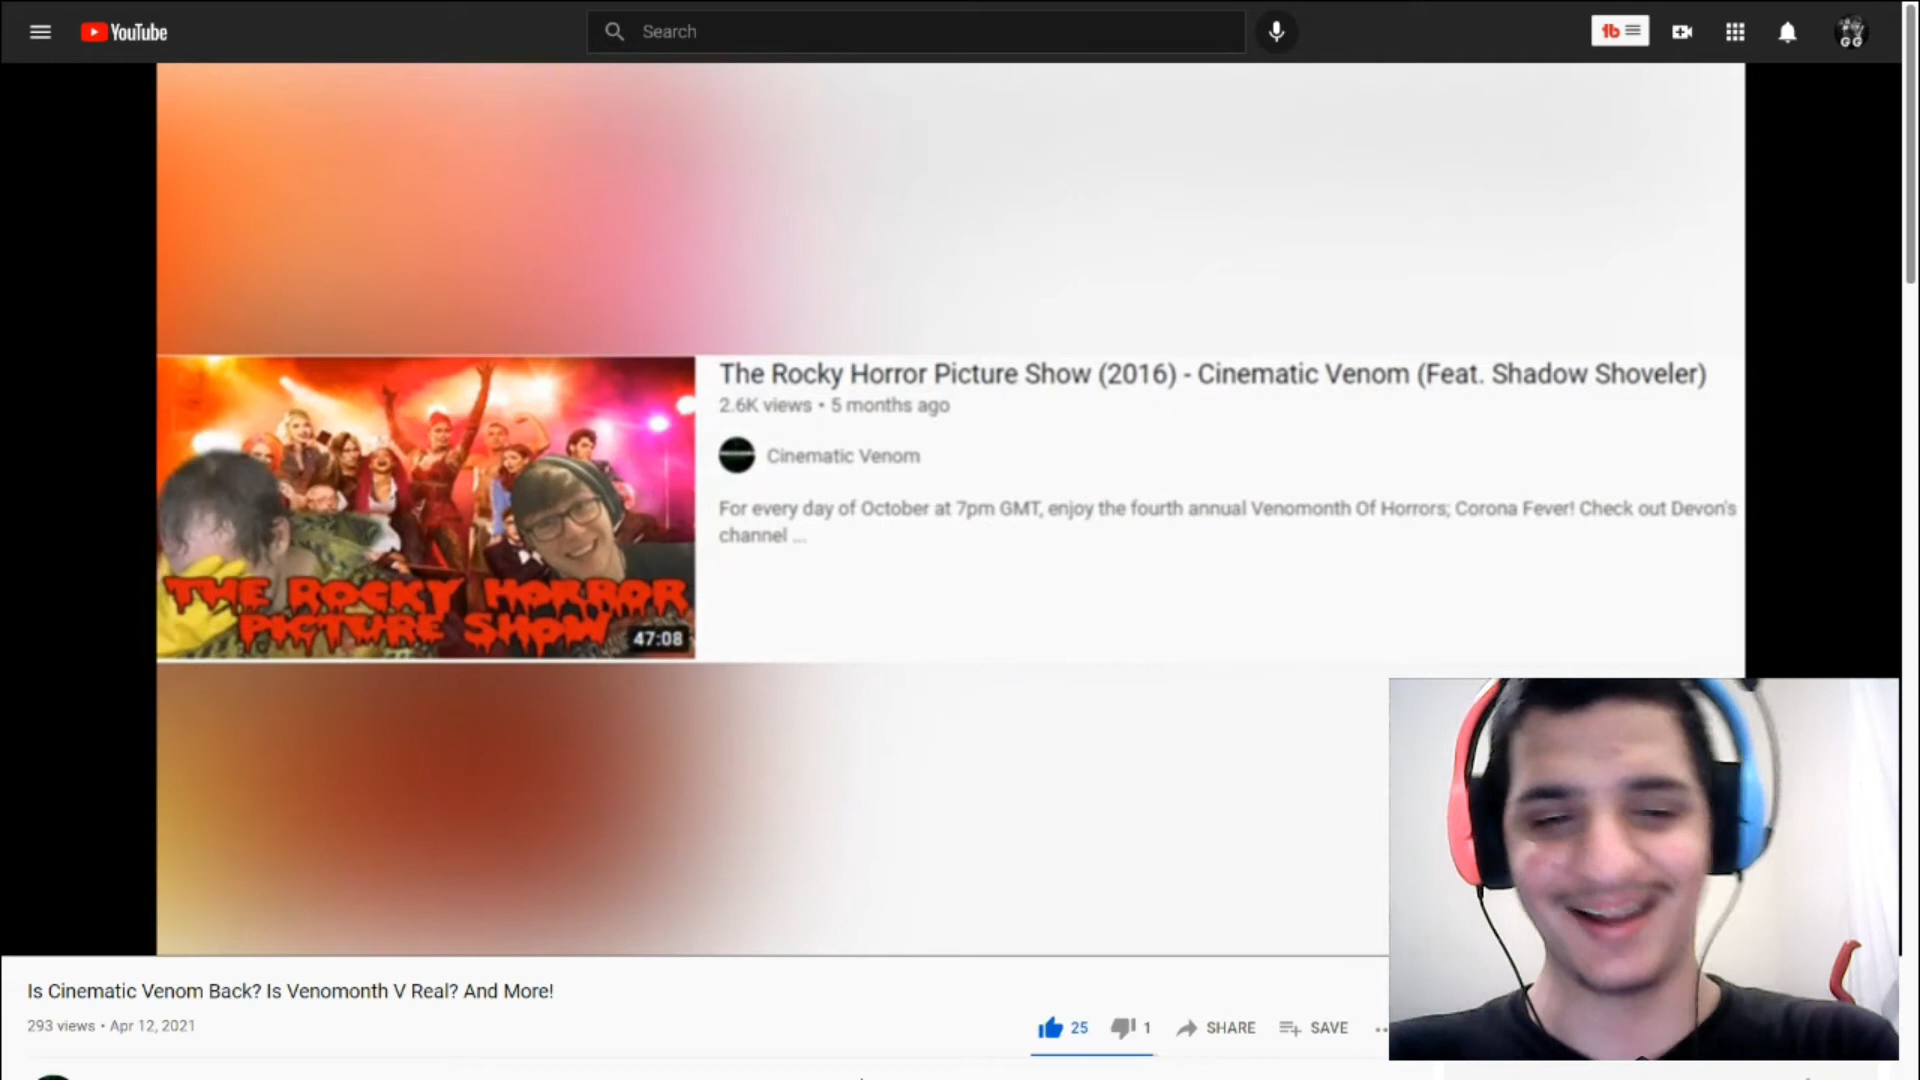 YouTube
Search
tb
GG
The Rocky Horror Picture Show (2016) - Cinematic Venom (Feat. Shadow Shoveler)
2.6K views • 5 months ago
Cinematic Venom
For every day of October at 7pm GMT, enjoy the fourth annual Venomonth Of Horrors; Corona Fever! Check out Devon's
channel ...
THE ROCKY HORROR
PICTURE SHOW
47:08
Is Cinematic Venom Back? Is Venomonth V Real? And More!
293 views • Apr 12, 2021
25
1
SHARE
SAVE